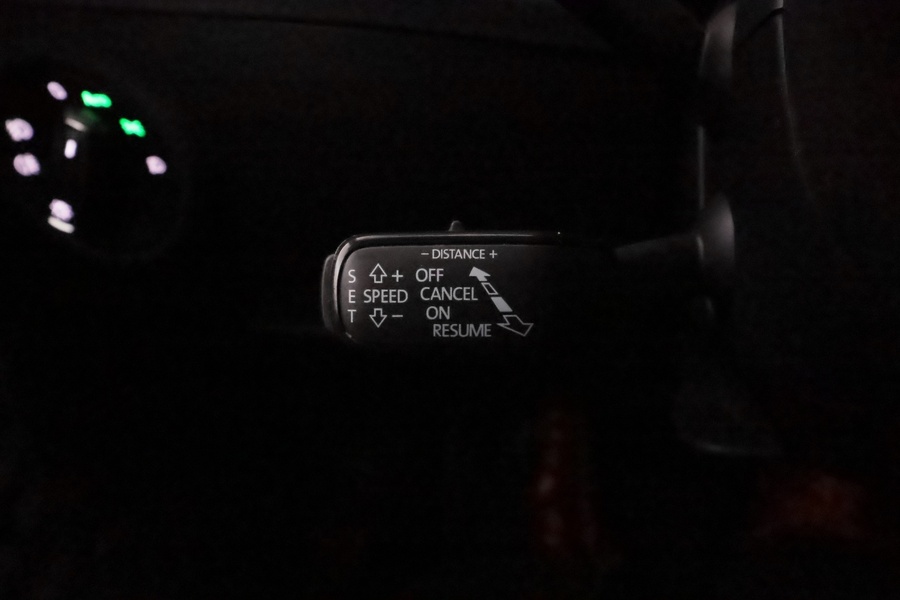 − DISTANCE +
S + OFF
E SPEED CANCEL
T − ON
RESUME